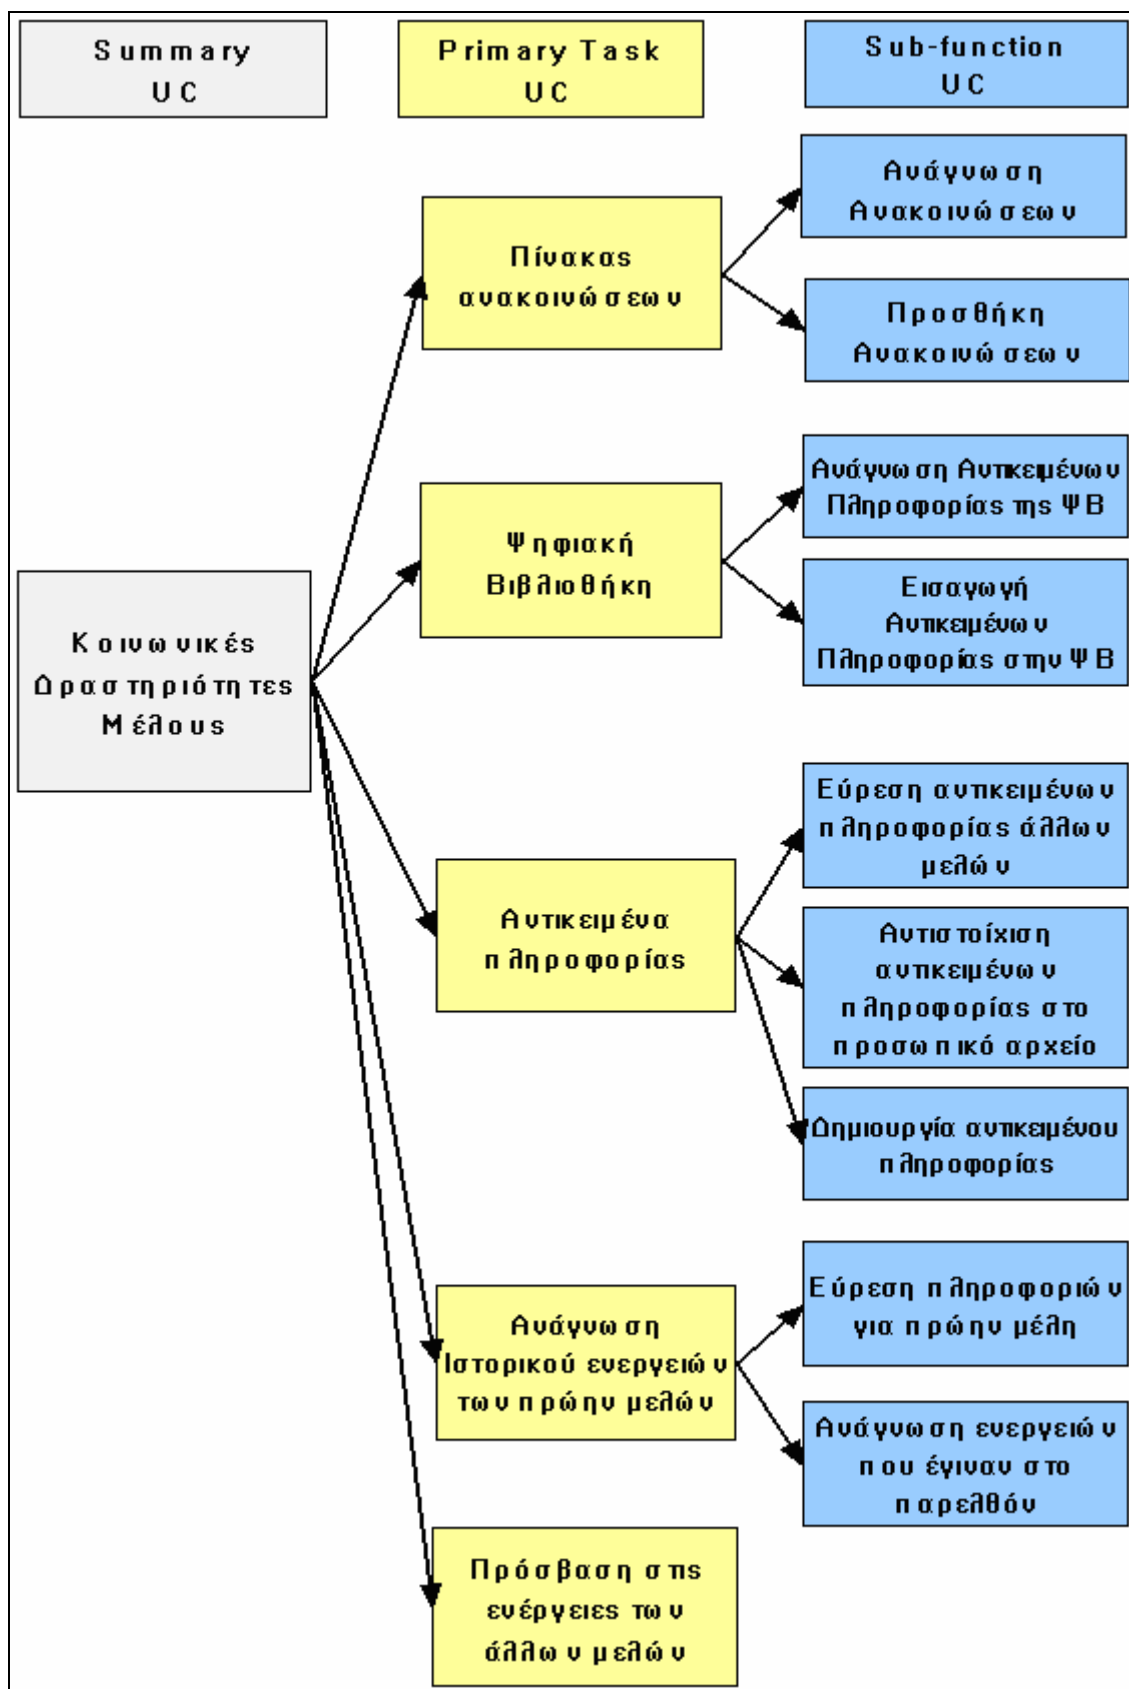 Summary
UC
Primary Task
UC
Sub-function
UC
Κοινωνικές
Δραστηριότητες
Μέλους
Πίνακας
ανακοινώσεων
Ανάγνωση
Ανακοινώσεων
Προσθήκη
Ανακοινώσεων
Ψηφιακή
Βιβλιοθήκη
Ανάγνωση Αντικειμένων
Πληροφορίας της ΨΒ
Εισαγωγή
Αντικειμένων
Πληροφορίας στην ΨΒ
Αντικειμένα
πληροφορίας
Εύρεση αντικειμένων
πληροφορίας άλλων
μελών
Αντιστοίχιση
αντικειμένων
πληροφορίας στο
προσωπικό αρχείο
Δημιουργία αντικειμένου
πληροφορίας
Ανάγνωση
Ιστορικού ενεργειών
των πρώην μελών
Εύρεση πληροφοριών
για πρώην μέλη
Ανάγνωση ενεργειών
που έγιναν στο
παρελθόν
Πρόσβαση στις
ενέργειες των
άλλων μελών